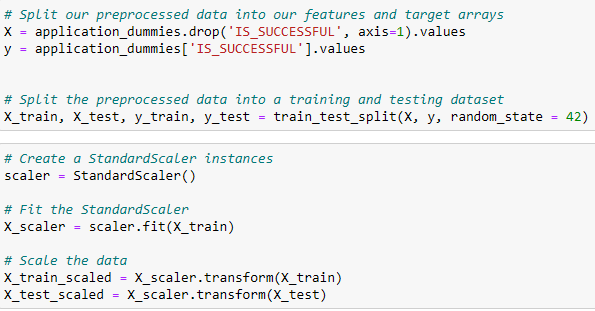 # Split our preprocessed data into our features and target arrays
X = application_dummies.drop('IS_SUCCESSFUL', axis=1).values
y = application_dummies['IS_SUCCESSFUL'].values
# Split the preprocessed data into a training and testing dataset
X_train, X_test, y_train, y_test = train_test_split(X, y, random_state = 42)
# Create a StandardScaler instances
scaler = StandardScaler()
# Fit the StandardScaler
X_scaler = scaler.fit(X_train)
# Scale the data
X_train_scaled = X_scaler.transform(X_train)
X_test_scaled = X_scaler.transform(X_test)